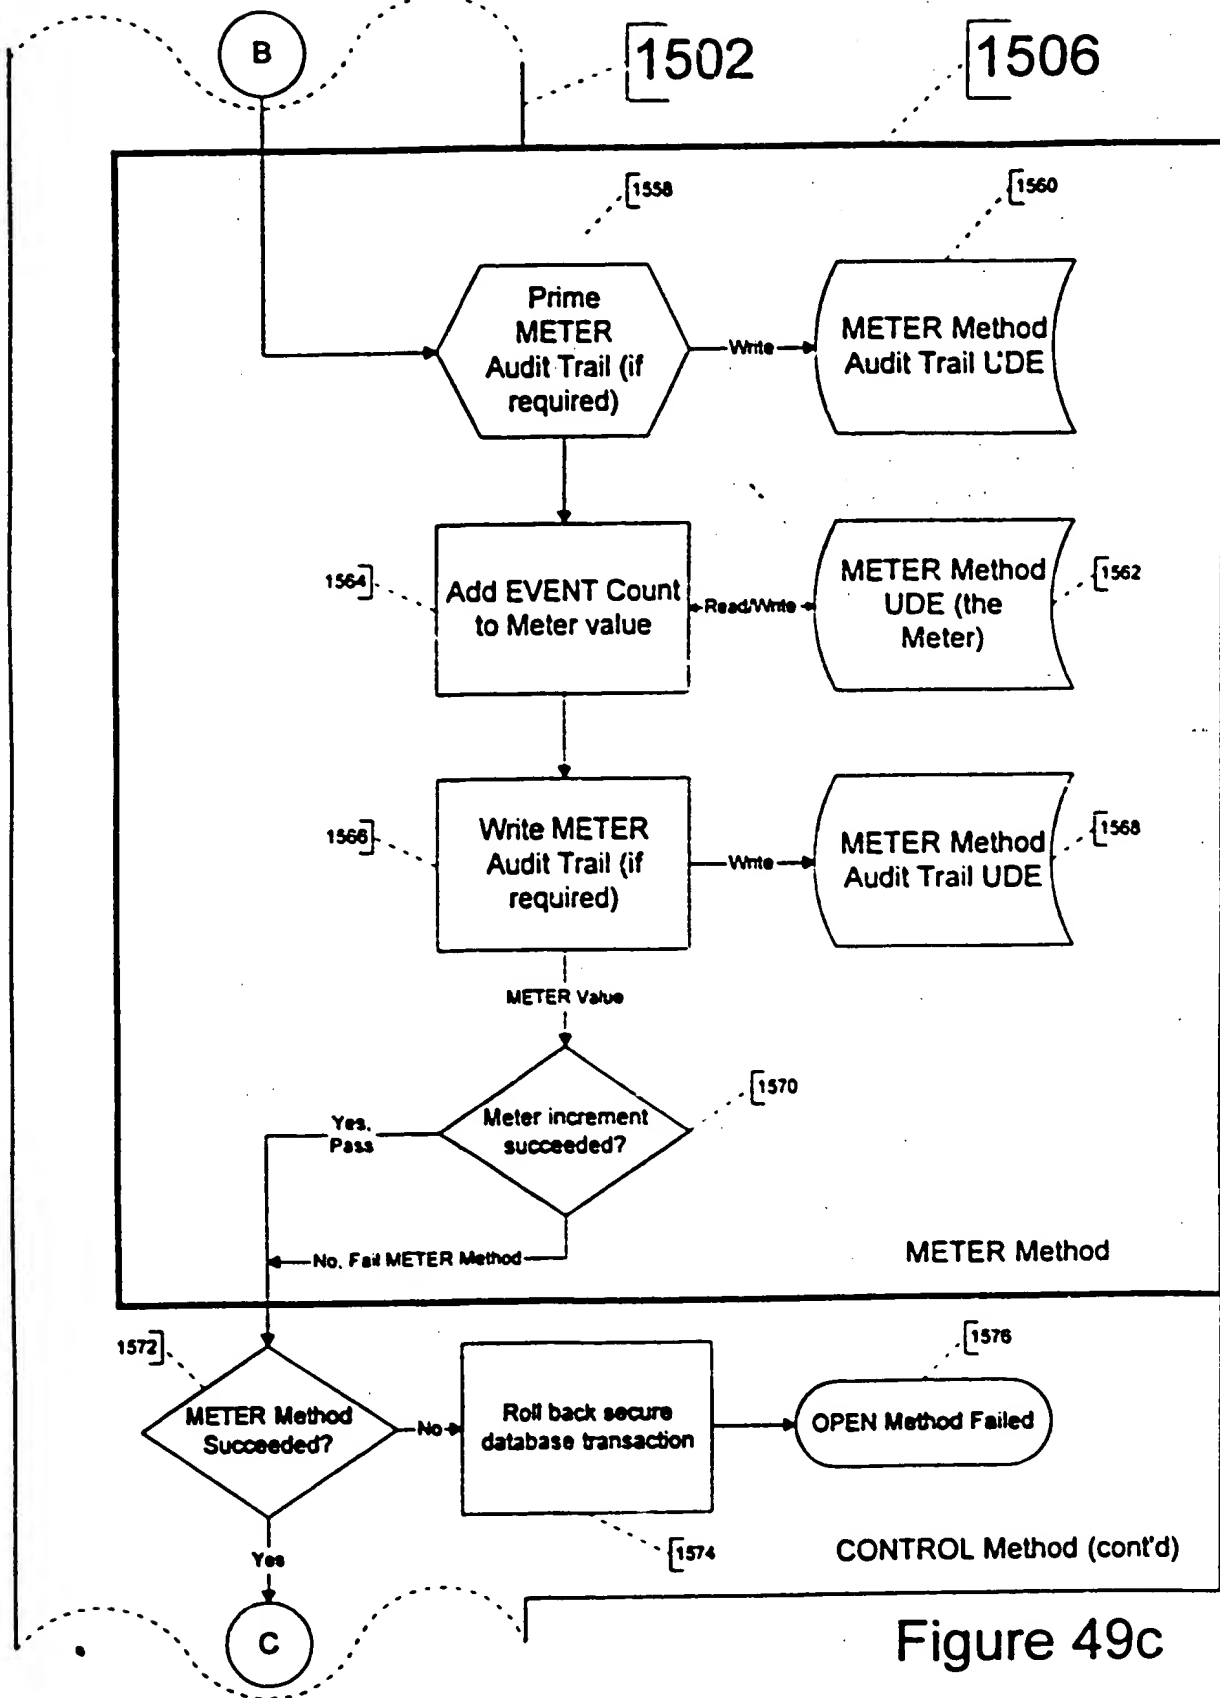 B
1502
1506
1558
1560
Prime
METER
Audit Trail (if
required)
Write
METER Method
Audit Trail UDE
1564
Add EVENT Count
to Meter value
Read/Write
METER Method
UDE (the
Meter)
1562
1566
Write METER
Audit Trail (if
required)
Write
METER Method
Audit Trail UDE
1568
METER Value
Meter increment
succeeded?
1570
Yes,
Pass
No, Fail METER Method
METER Method
1572
METER Method
Succeeded?
No
Roll back secure
database transaction
1574
1576
OPEN Method Failed
CONTROL Method (cont'd)
Yes
C
Figure 49c